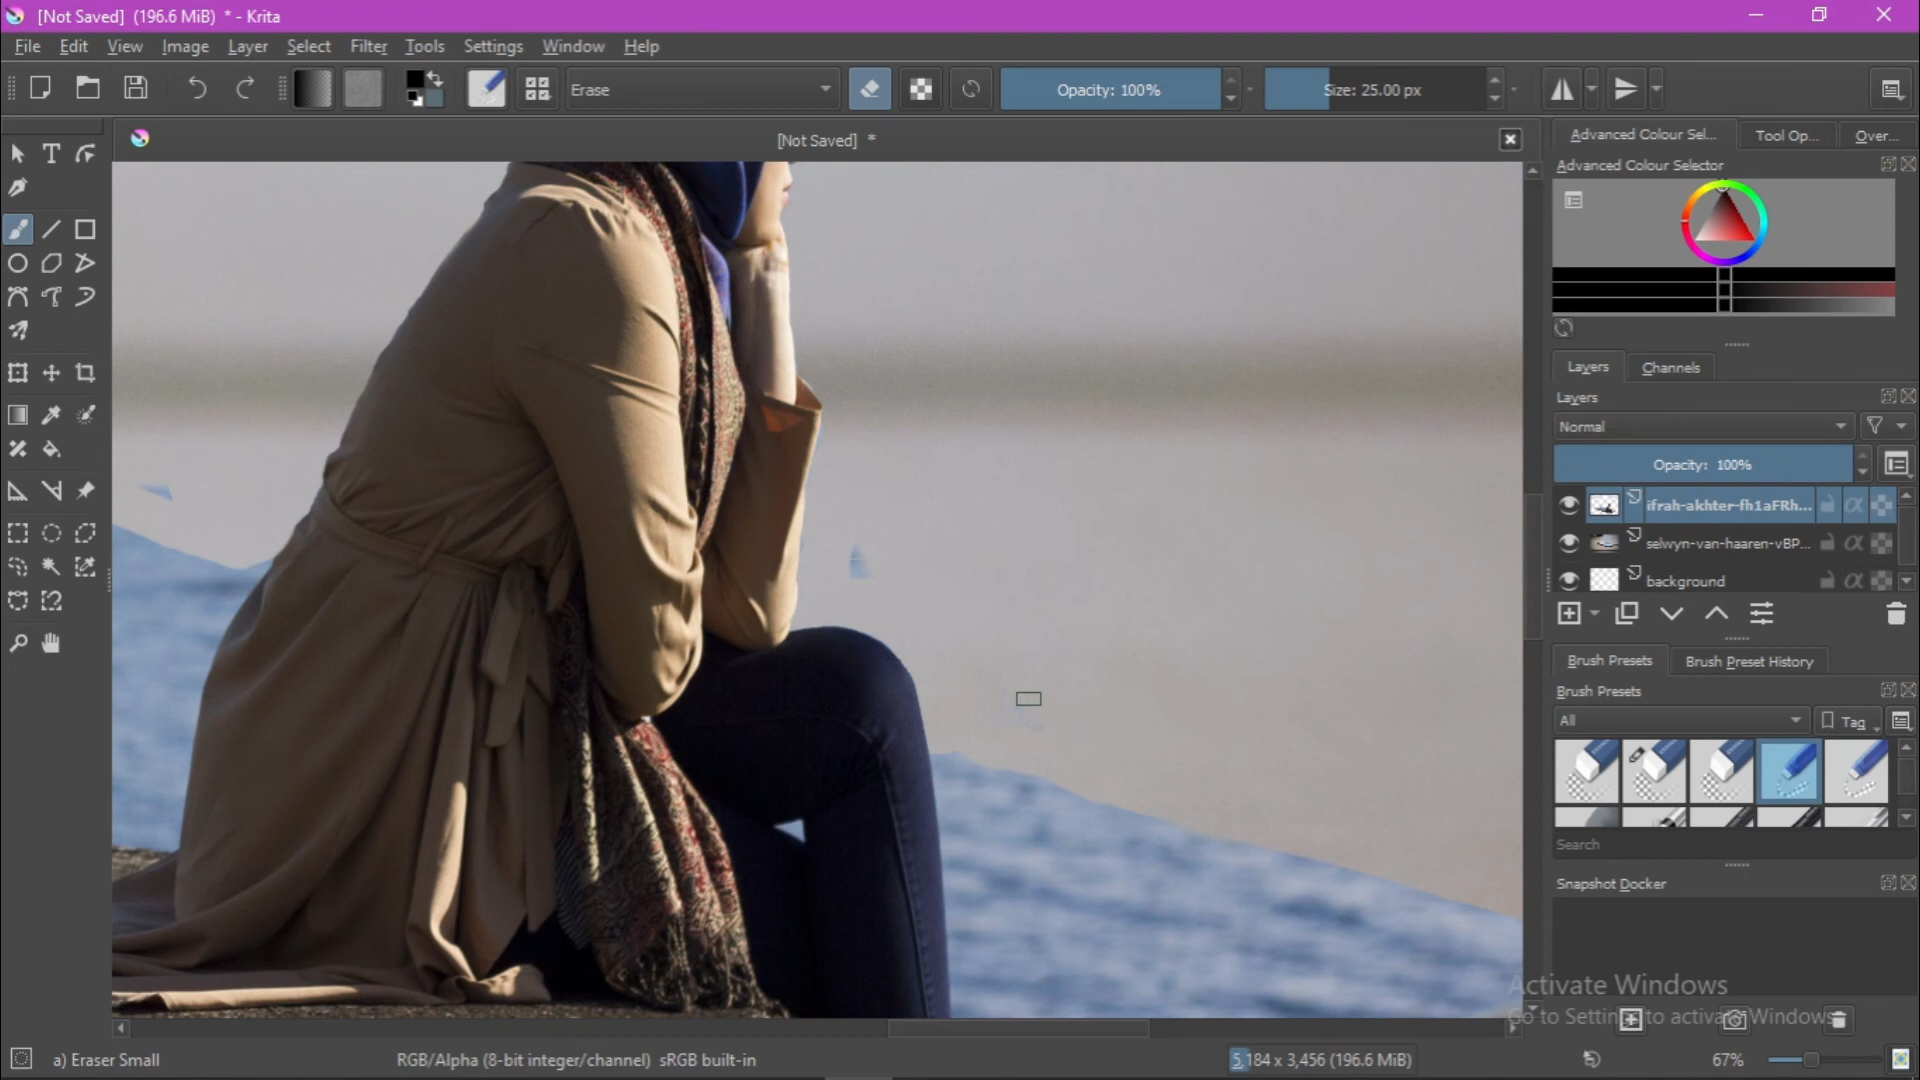 [Not Saved] (196.6 MiB) * - Krita
File Edit View Image Layer Select Filter Tools Settings Window Help
Erase
Opacity: 100%
Size: 25.00 px
[Not Saved] *
Advanced Colour Sel...
Tool Op...
Over...
Advanced Colour Selector
Layers
Channels
Layers
Normal
Opacity: 100%
ifrah-akhter-fh1aFRh...
selwyn-van-haaren-vBP...
background
Brush Presets
Brush Preset History
Brush Presets
All
Tag
Search
Snapshot Docker
Activate Windows
Go to Settings to activate Windows.
a) Eraser Small
RGB/Alpha (8-bit integer/channel) sRGB built-in
5,184 x 3,456 (196.6 MiB)
67%